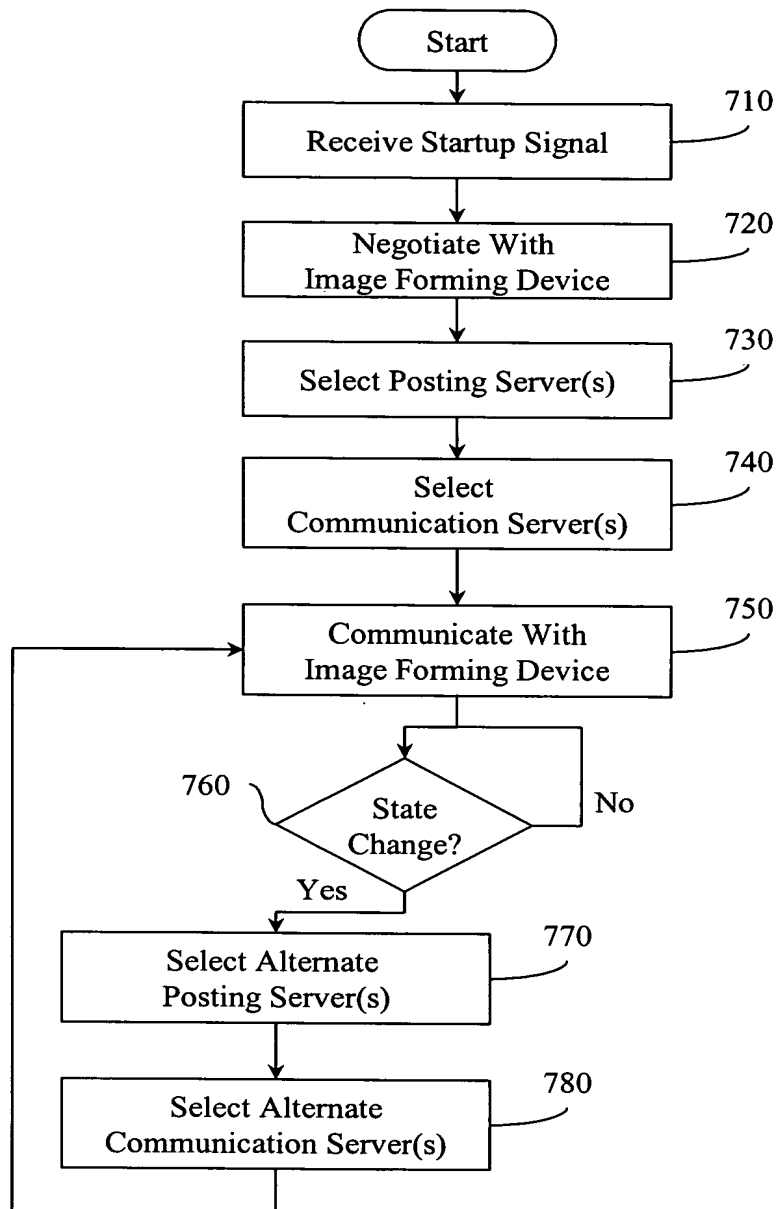 Start
710
Receive Startup Signal
720
Negotiate With
Image Forming Device
730
Select Posting Server(s)
740
Select
Communication Server(s)
750
Communicate With
Image Forming Device
760
State
Change?
No
Yes
770
Select Alternate
Posting Server(s)
780
Select Alternate
Communication Server(s)